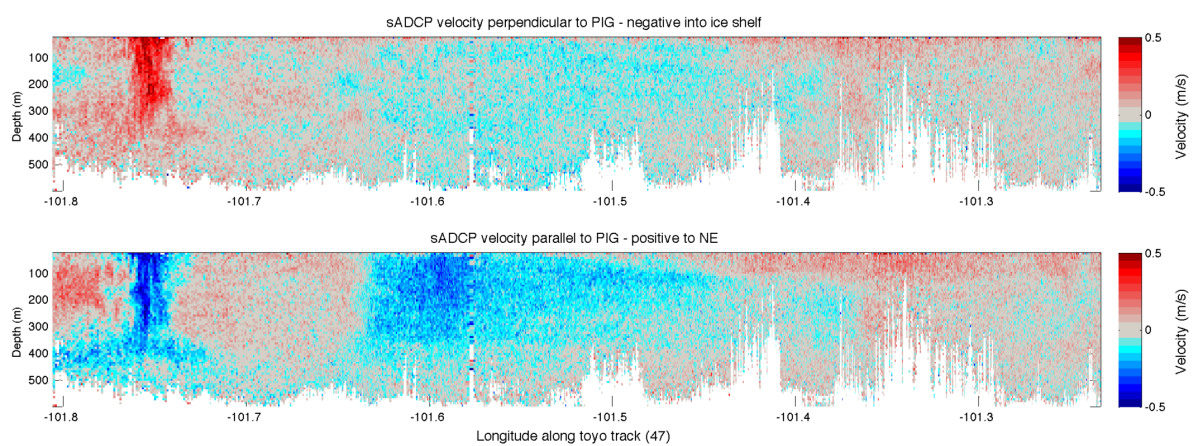 sADCP velocity perpendicular to PIG - negative into ice shelf
0.5
100
200
300
400
500
Depth (m)
0
-0.5
Velocity (m/s)
-101.8 -101.7 -101.6 -101.5 -101.4 -101.3
sADCP velocity parallel to PIG - positive to NE
0.5
100
200
300
400
500
Depth (m)
0
-0.5
Velocity (m/s)
-101.8 -101.7 -101.6 -101.5 -101.4 -101.3
Longitude along toyo track (47)